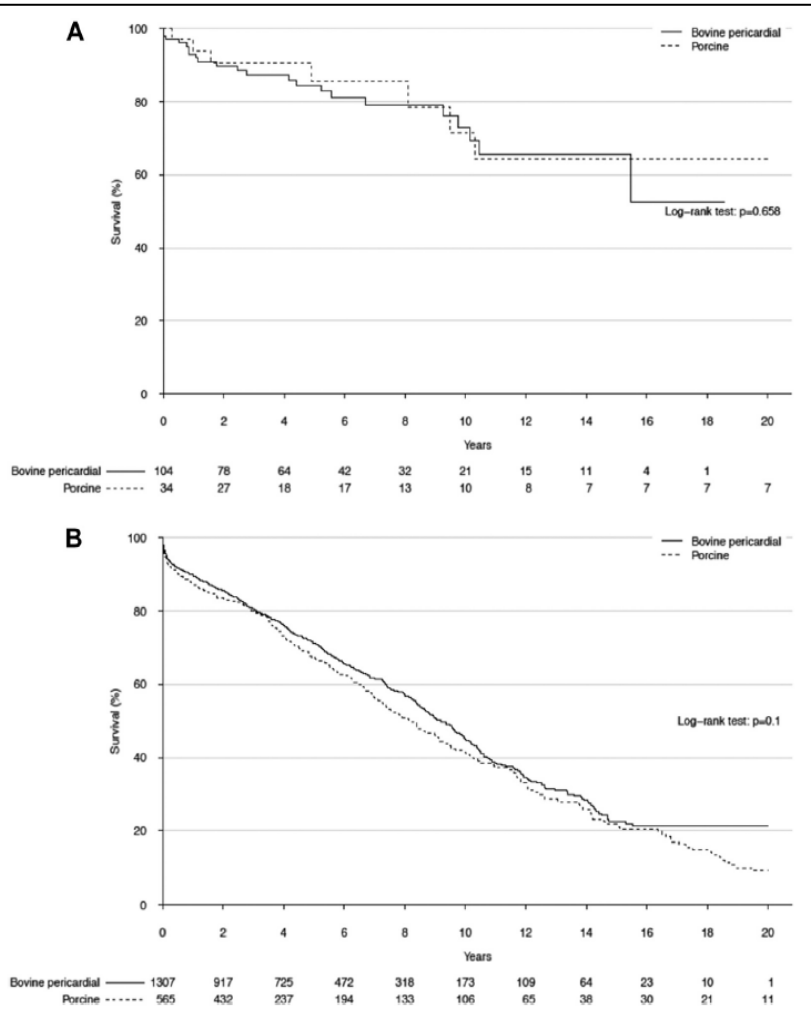 A
100
80
60
40
20
0
Survival (%)
Bovine pericardial
Porcine
Log-rank test: p=0.658
0 2 4 6 8 10 12 14 16 18 20
Years
Bovine pericardial 104 78 64 42 32 21 15 11 4 1
Porcine 34 27 18 17 13 10 8 7 7 7 7
B
100
80
60
40
20
0
Survival (%)
Bovine pericardial
Porcine
Log-rank test: p=0.1
0 2 4 6 8 10 12 14 16 18 20
Years
Bovine pericardial 1307 917 725 472 318 173 109 64 23 10 1
Porcine 565 432 237 194 133 106 65 38 30 21 11